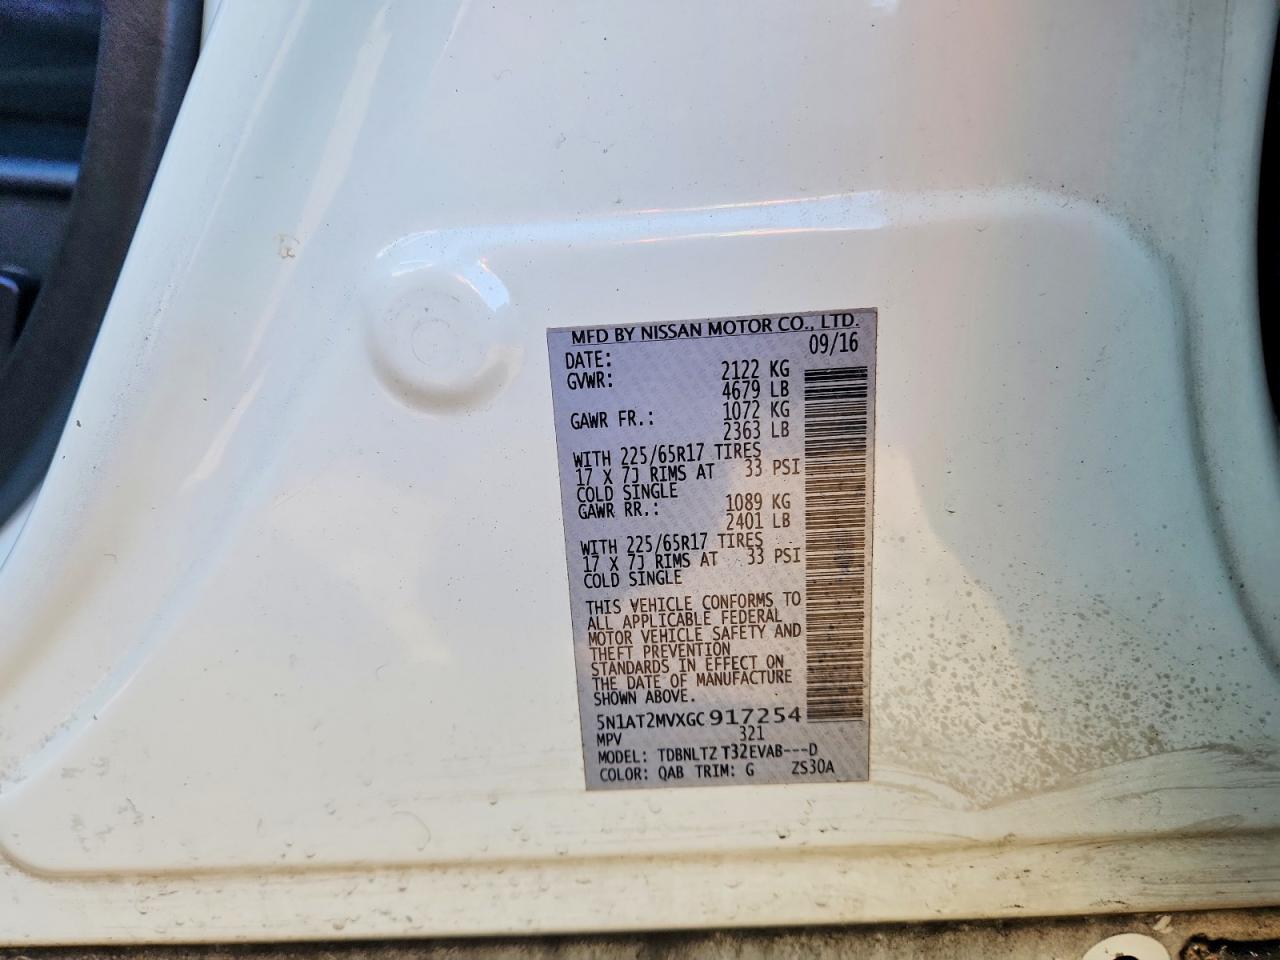 MFD BY NISSAN MOTOR CO., LTD.
DATE: 09/16
GVWR: 2122 KG
4679 LB
GAWR FR.: 1072 KG
2363 LB
WITH 225/65R17 TIRES
17 X 7J RIMS AT 33 PSI
COLD SINGLE
GAWR RR.: 1089 KG
2401 LB
WITH 225/65R17 TIRES
17 X 7J RIMS AT 33 PSI
COLD SINGLE
THIS VEHICLE CONFORMS TO
ALL APPLICABLE FEDERAL
MOTOR VEHICLE SAFETY AND
THEFT PREVENTION
STANDARDS IN EFFECT ON
THE DATE OF MANUFACTURE
SHOWN ABOVE.
5N1AT2MVXGC917254
MPV 321
MODEL: TDBNLTZ T32EVAB---D
COLOR: QAB TRIM: G ZS30A